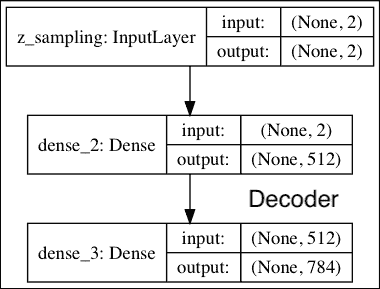 z_sampling: InputLayer
input: (None, 2)
output: (None, 2)
dense_2: Dense
input: (None, 2)
output: (None, 512)
Decoder
dense_3: Dense
input: (None, 512)
output: (None, 784)